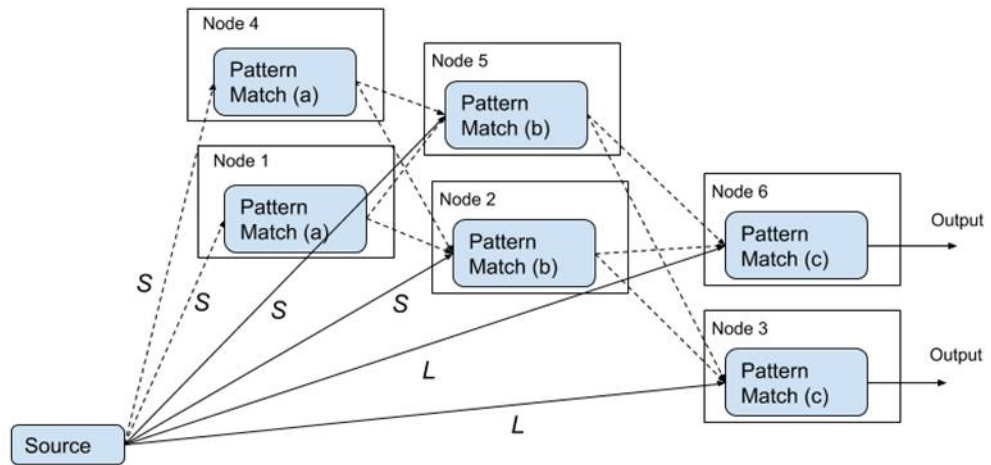 Node 4
Pattern
Match (a)
Node 5
Pattern
Match (b)
Node 1
Pattern
Match (a)
Node 2
Pattern
Match (b)
Node 6
Pattern
Match (c)
Output
Node 3
Pattern
Match (c)
Output
S
S
S
S
L
L
Source